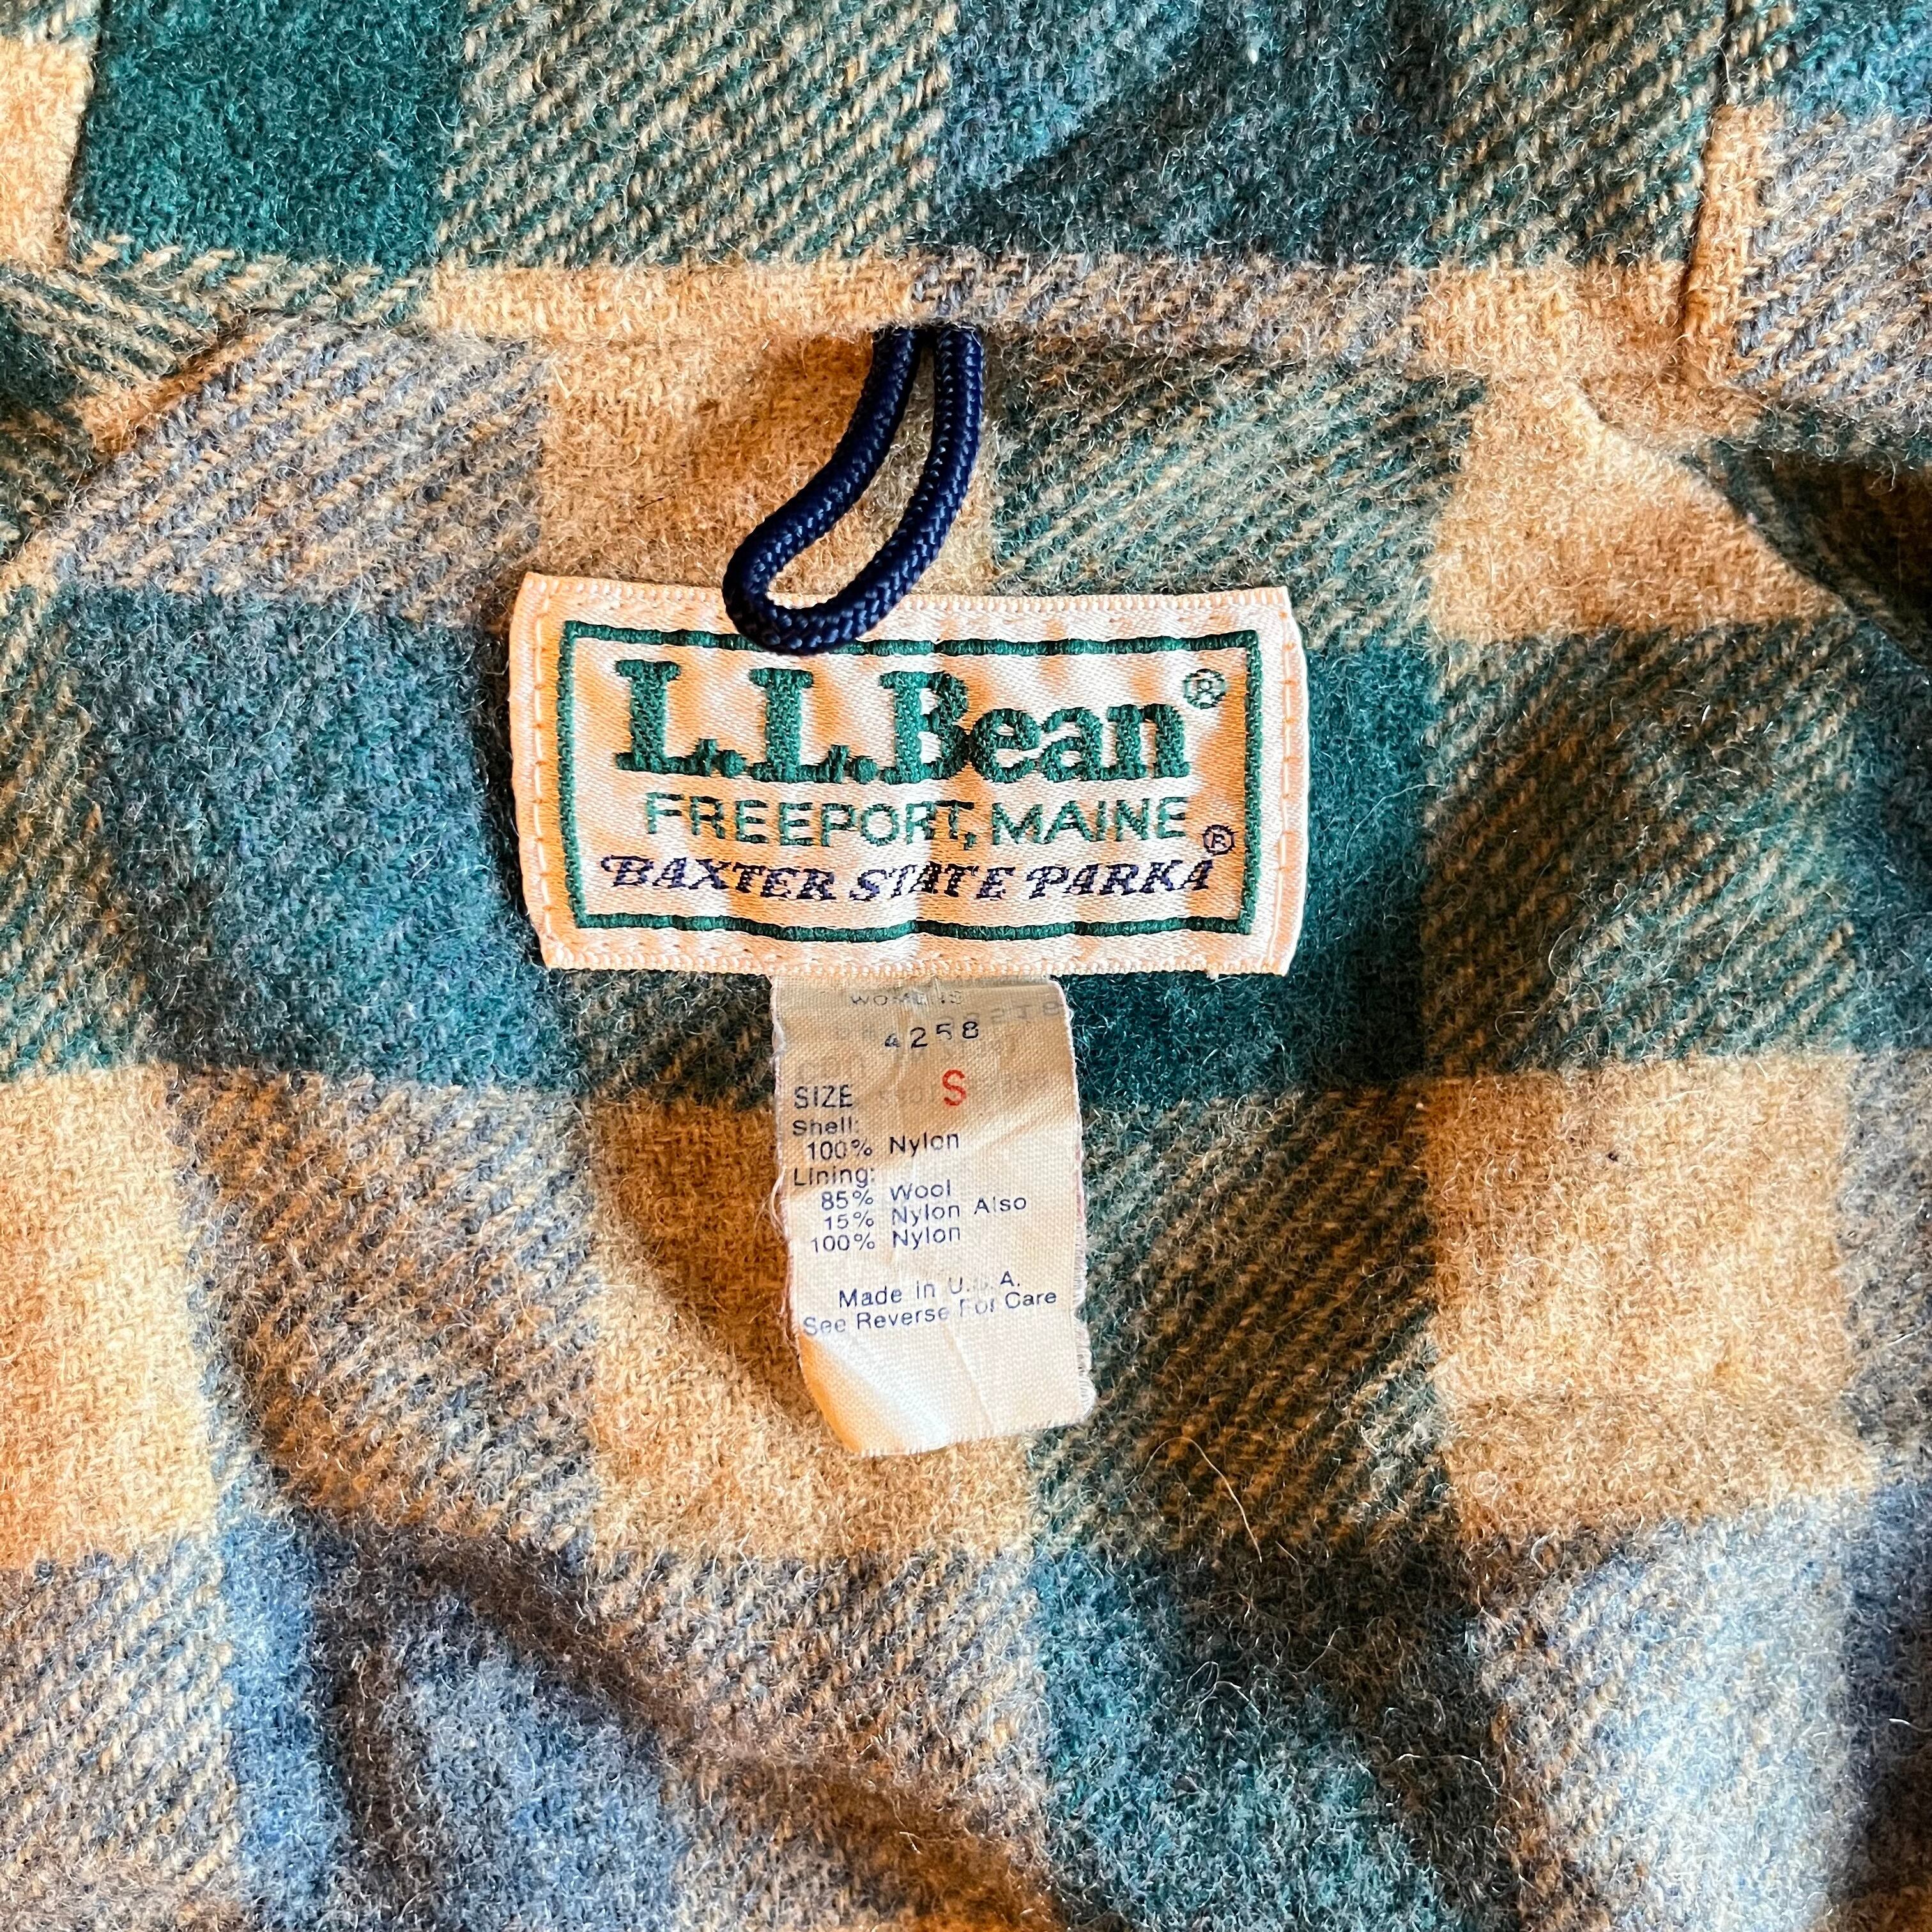 L.L.Bean®
FREEPORT, MAINE
BAXTER STATE PARKA®
WOMENS
4258
SIZE S
Shell:
100% Nylon
Lining:
85% Wool
15% Nylon Also
100% Nylon
Made in U.S.A.
See Reverse For Care